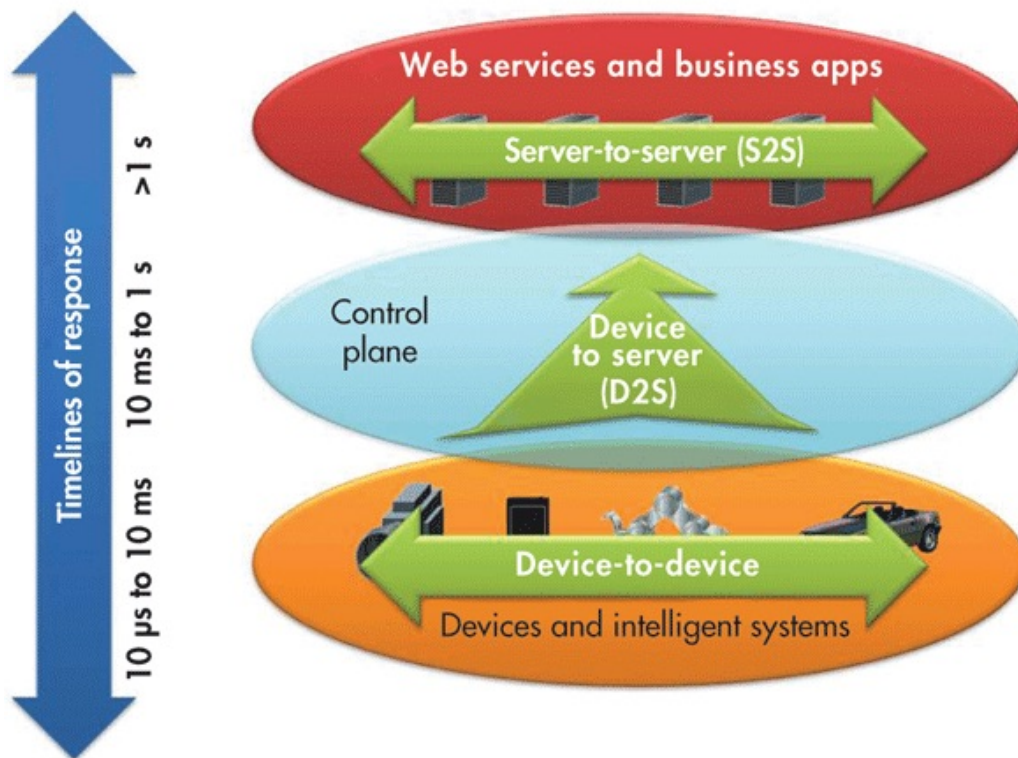 Timelines of response
>1 s
10 ms to 1 s
10 µs to 10 ms
Web services and business apps
Server-to-server (S2S)
Control
plane
Device
to server
(D2S)
Device-to-device
Devices and intelligent systems